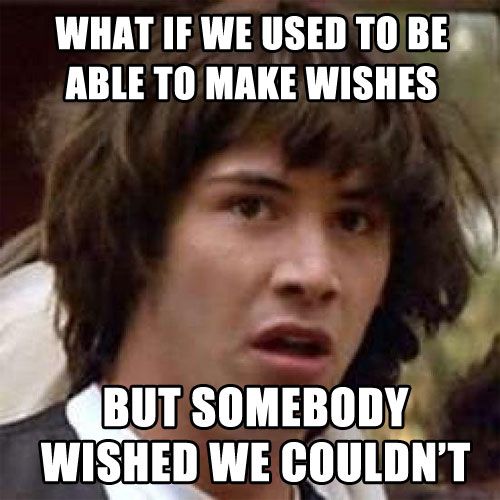 WHAT IF WE USED TO BE
ABLE TO MAKE WISHES
BUT SOMEBODY
WISHED WE COULDN'T